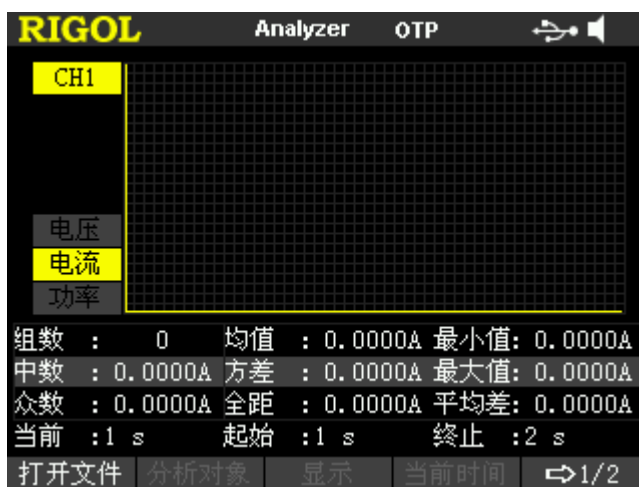 RIGOL Analyzer OTP
CH1
电压
电流
功率
组数 : 0 均值 : 0.0000A 最小值: 0.0000A
中数 : 0.0000A 方差 : 0.0000A 最大值: 0.0000A
众数 : 0.0000A 全距 : 0.0000A 平均差: 0.0000A
当前 :1 s 起始 :1 s 终止 :2 s
打开文件 分析对象 显示 当前时间 ⇨1/2